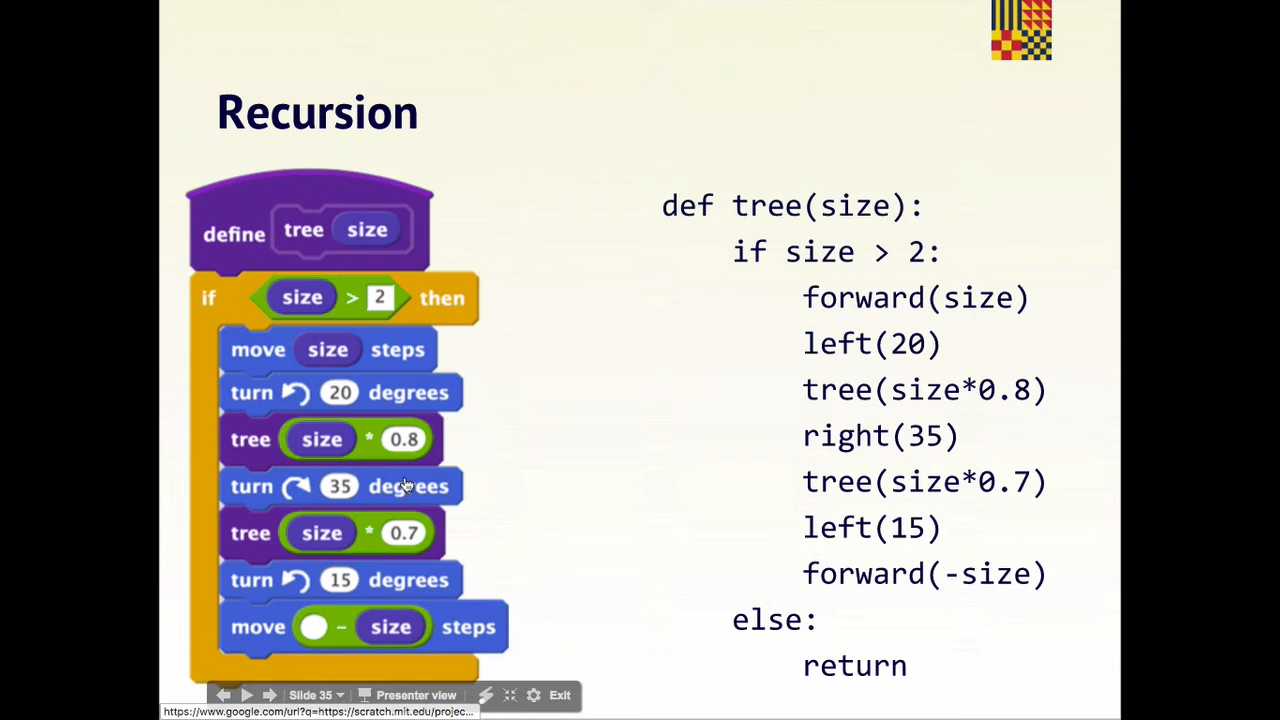 Recursion
define tree size
if size > 2 then
move size steps
turn 20 degrees
tree size * 0.8
turn 35 degrees
tree size * 0.7
turn 15 degrees
move - size steps
def tree(size):
if size > 2:
forward(size)
left(20)
tree(size*0.8)
right(35)
tree(size*0.7)
left(15)
forward(-size)
else:
return
Slide 35 Presenter view Exit
https://www.google.com/url?q=https://scratch.mit.edu/projec...